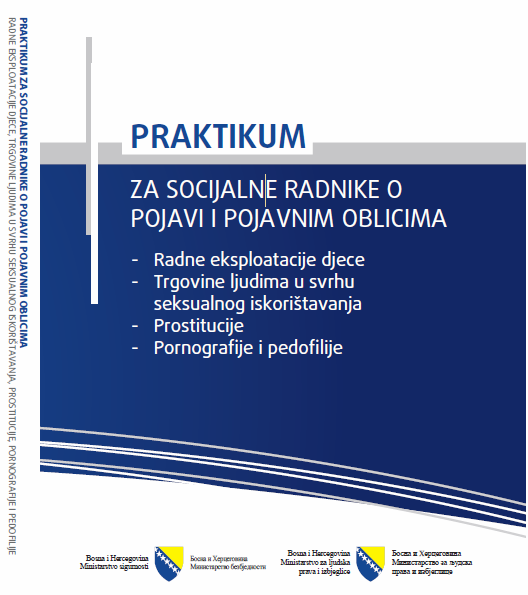 PRAKTIKUM ZA SOCIJALNE RADNIKE O POJAVI I POJAVNIM OBLICIMA
RADNE EKSPLOATACIJE DJECE, TRGOVINE LJUDIMA U SVRHU SEKSUALNOG ISKORIŠTAVANJA, PROSTITUCIJE, PORNOGRAFIJE I PEDOFILIJE
PRAKTIKUM
ZA SOCIJALNE RADNIKE O
POJAVI I POJAVNIM OBLICIMA
- Radne eksploatacije djece
- Trgovine ljudima u svrhu
seksualnog iskorištavanja
- Prostitucije
- Pornografije i pedofilije
Bosna i Hercegovina
Ministarstvo sigurnosti
Босна и Херцеговина
Министарство безбједности
Bosna i Hercegovina
Ministarstvo za ljudska
prava i izbjeglice
Босна и Херцеговина
Министарство за људска
права и избјеглице